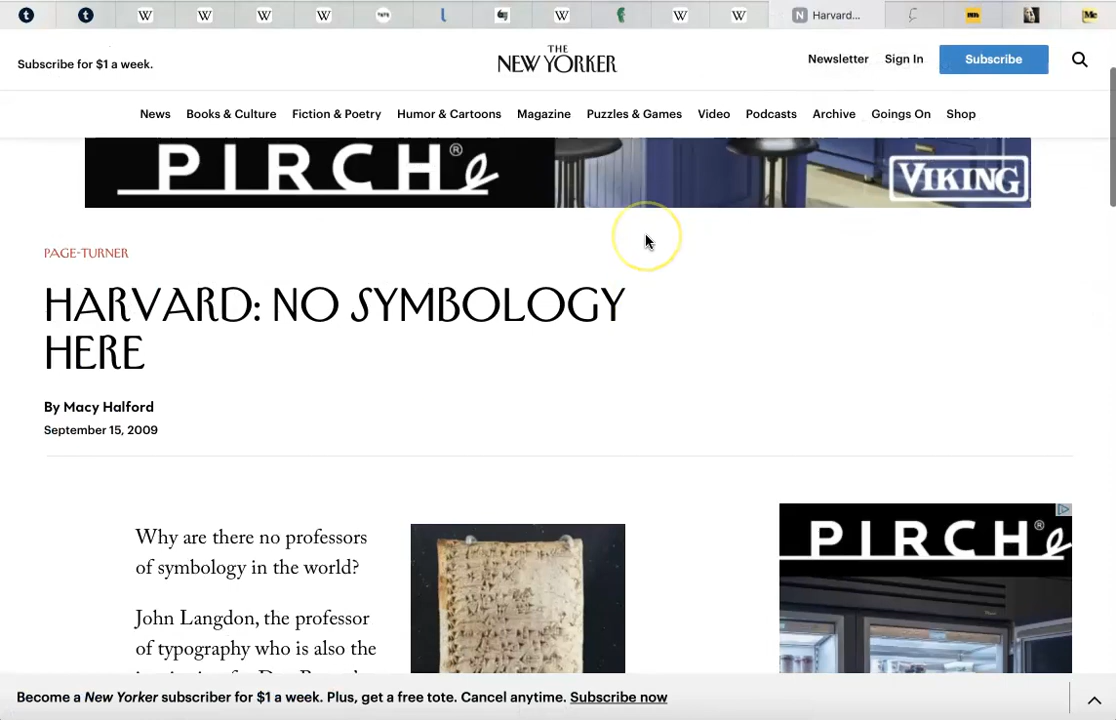 Harvard...
Subscribe for $1 a week.
THE
NEW YORKER
Newsletter
Sign In
Subscribe
News
Books & Culture
Fiction & Poetry
Humor & Cartoons
Magazine
Puzzles & Games
Video
Podcasts
Archive
Goings On
Shop
PIRCH®
VIKING
PAGE-TURNER
HARVARD: NO SYMBOLOGY
HERE
By Macy Halford
September 15, 2009
Why are there no professors
of symbology in the world?
John Langdon, the professor
of typography who is also the
PIRCH®
Become a New Yorker subscriber for $1 a week. Plus, get a free tote. Cancel anytime. Subscribe now